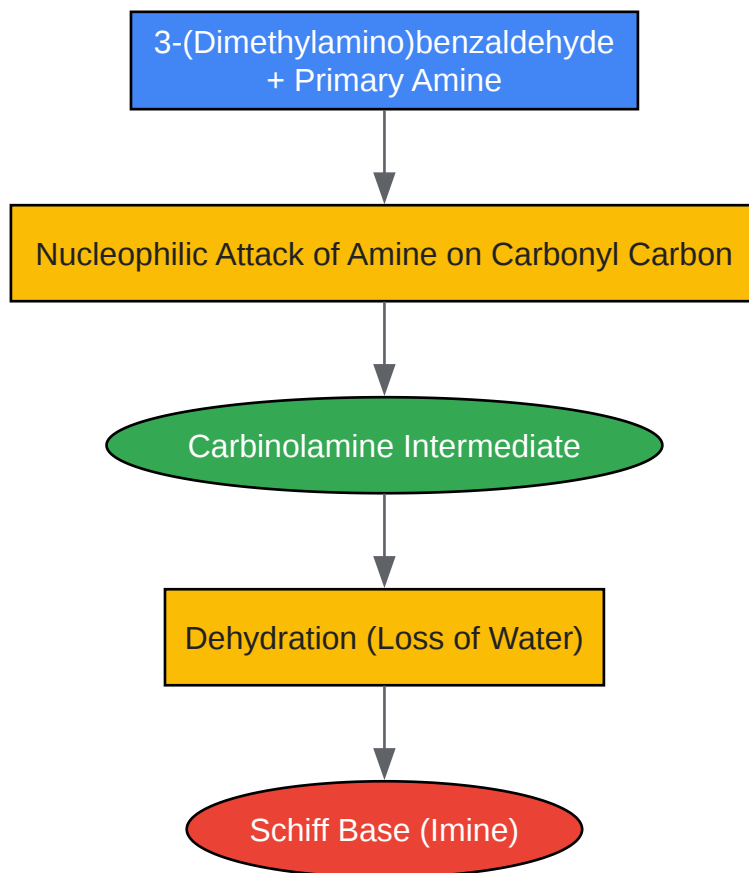 3-(Dimethylamino)benzaldehyde
+ Primary Amine
Nucleophilic Attack of Amine on Carbonyl Carbon
Carbinolamine Intermediate
Dehydration (Loss of Water)
Schiff Base (Imine)